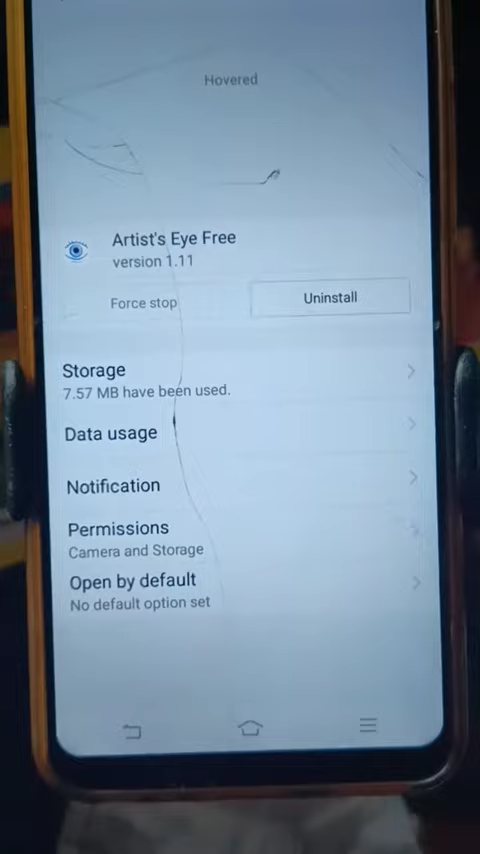 Hovered
Artist's Eye Free
version 1.11
Force stop
Uninstall
Storage
7.57 MB have been used.
Data usage
Notification
Permissions
Camera and Storage
Open by default
No default option set